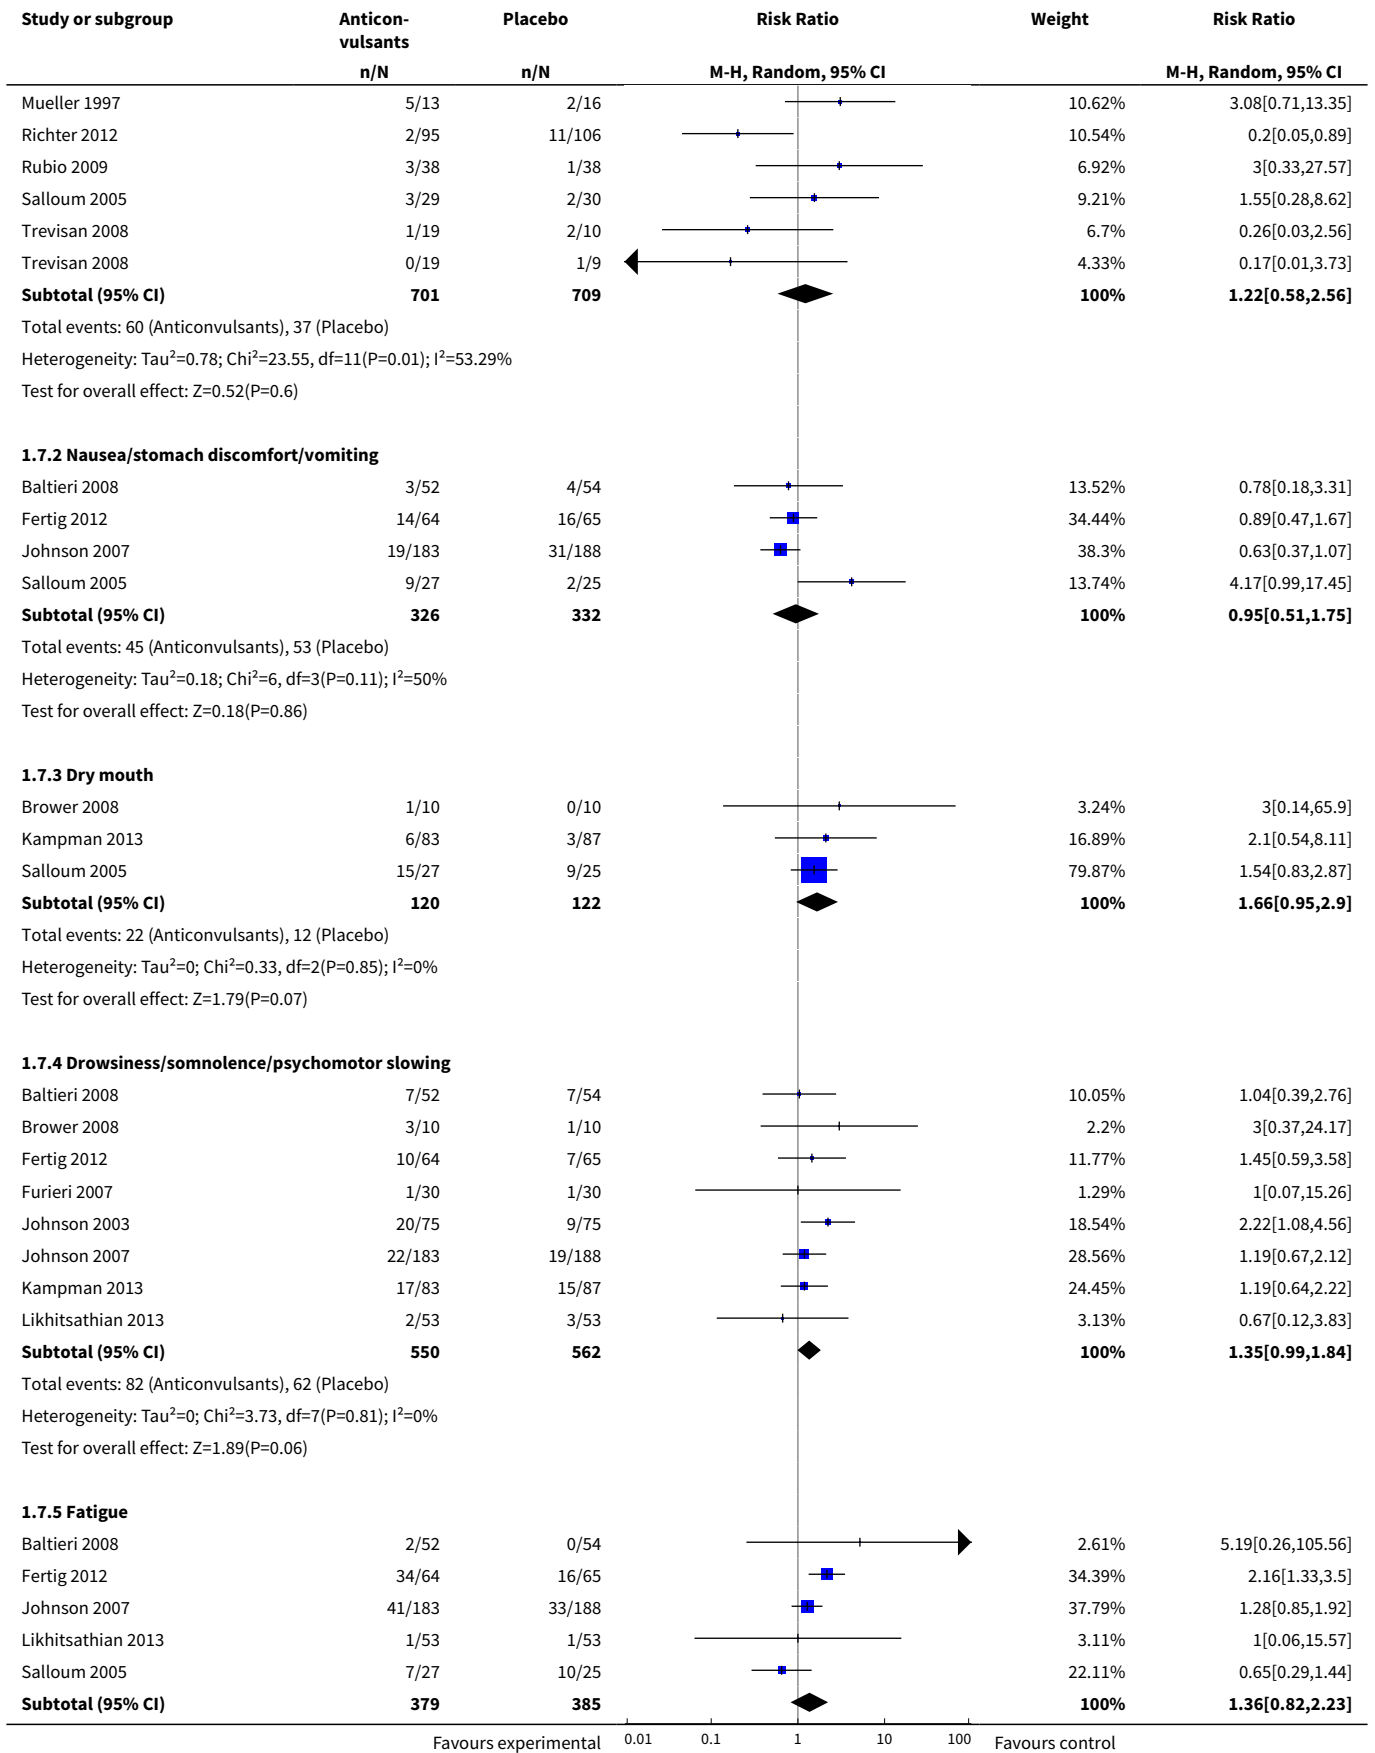 Study or subgroup Anticon- Placebo Risk Ratio Weight Risk Ratio
vulsants
n/N n/N M-H, Random, 95% CI M-H, Random, 95% CI
Mueller 1997 5/13 2/16 10.62% 3.08[0.71,13.35]
Richter 2012 2/95 11/106 10.54% 0.2[0.05,0.89]
Rubio 2009 3/38 1/38 6.92% 3[0.33,27.57]
Salloum 2005 3/29 2/30 9.21% 1.55[0.28,8.62]
Trevisan 2008 1/19 2/10 6.7% 0.26[0.03,2.56]
Trevisan 2008 0/19 1/9 4.33% 0.17[0.01,3.73]
Subtotal (95% CI) 701 709 100% 1.22[0.58,2.56]
Total events: 60 (Anticonvulsants), 37 (Placebo)
Heterogeneity: Tau²=0.78; Chi²=23.55, df=11(P=0.01); I²=53.29%
Test for overall effect: Z=0.52(P=0.6)
1.7.2 Nausea/stomach discomfort/vomiting
Baltieri 2008 3/52 4/54 13.52% 0.78[0.18,3.31]
Fertig 2012 14/64 16/65 34.44% 0.89[0.47,1.67]
Johnson 2007 19/183 31/188 38.3% 0.63[0.37,1.07]
Salloum 2005 9/27 2/25 13.74% 4.17[0.99,17.45]
Subtotal (95% CI) 326 332 100% 0.95[0.51,1.75]
Total events: 45 (Anticonvulsants), 53 (Placebo)
Heterogeneity: Tau²=0.18; Chi²=6, df=3(P=0.11); I²=50%
Test for overall effect: Z=0.18(P=0.86)
1.7.3 Dry mouth
Brower 2008 1/10 0/10 3.24% 3[0.14,65.9]
Kampman 2013 6/83 3/87 16.89% 2.1[0.54,8.11]
Salloum 2005 15/27 9/25 79.87% 1.54[0.83,2.87]
Subtotal (95% CI) 120 122 100% 1.66[0.95,2.9]
Total events: 22 (Anticonvulsants), 12 (Placebo)
Heterogeneity: Tau²=0; Chi²=0.33, df=2(P=0.85); I²=0%
Test for overall effect: Z=1.79(P=0.07)
1.7.4 Drowsiness/somnolence/psychomotor slowing
Baltieri 2008 7/52 7/54 10.05% 1.04[0.39,2.76]
Brower 2008 3/10 1/10 2.2% 3[0.37,24.17]
Fertig 2012 10/64 7/65 11.77% 1.45[0.59,3.58]
Furieri 2007 1/30 1/30 1.29% 1[0.07,15.26]
Johnson 2003 20/75 9/75 18.54% 2.22[1.08,4.56]
Johnson 2007 22/183 19/188 28.56% 1.19[0.67,2.12]
Kampman 2013 17/83 15/87 24.45% 1.19[0.64,2.22]
Likhitsathian 2013 2/53 3/53 3.13% 0.67[0.12,3.83]
Subtotal (95% CI) 550 562 100% 1.35[0.99,1.84]
Total events: 82 (Anticonvulsants), 62 (Placebo)
Heterogeneity: Tau²=0; Chi²=3.73, df=7(P=0.81); I²=0%
Test for overall effect: Z=1.89(P=0.06)
1.7.5 Fatigue
Baltieri 2008 2/52 0/54 2.61% 5.19[0.26,105.56]
Fertig 2012 34/64 16/65 34.39% 2.16[1.33,3.5]
Johnson 2007 41/183 33/188 37.79% 1.28[0.85,1.92]
Likhitsathian 2013 1/53 1/53 3.11% 1[0.06,15.57]
Salloum 2005 7/27 10/25 22.11% 0.65[0.29,1.44]
Subtotal (95% CI) 379 385 100% 1.36[0.82,2.23]
Favours experimental 0.01 0.1 1 10 100 Favours control